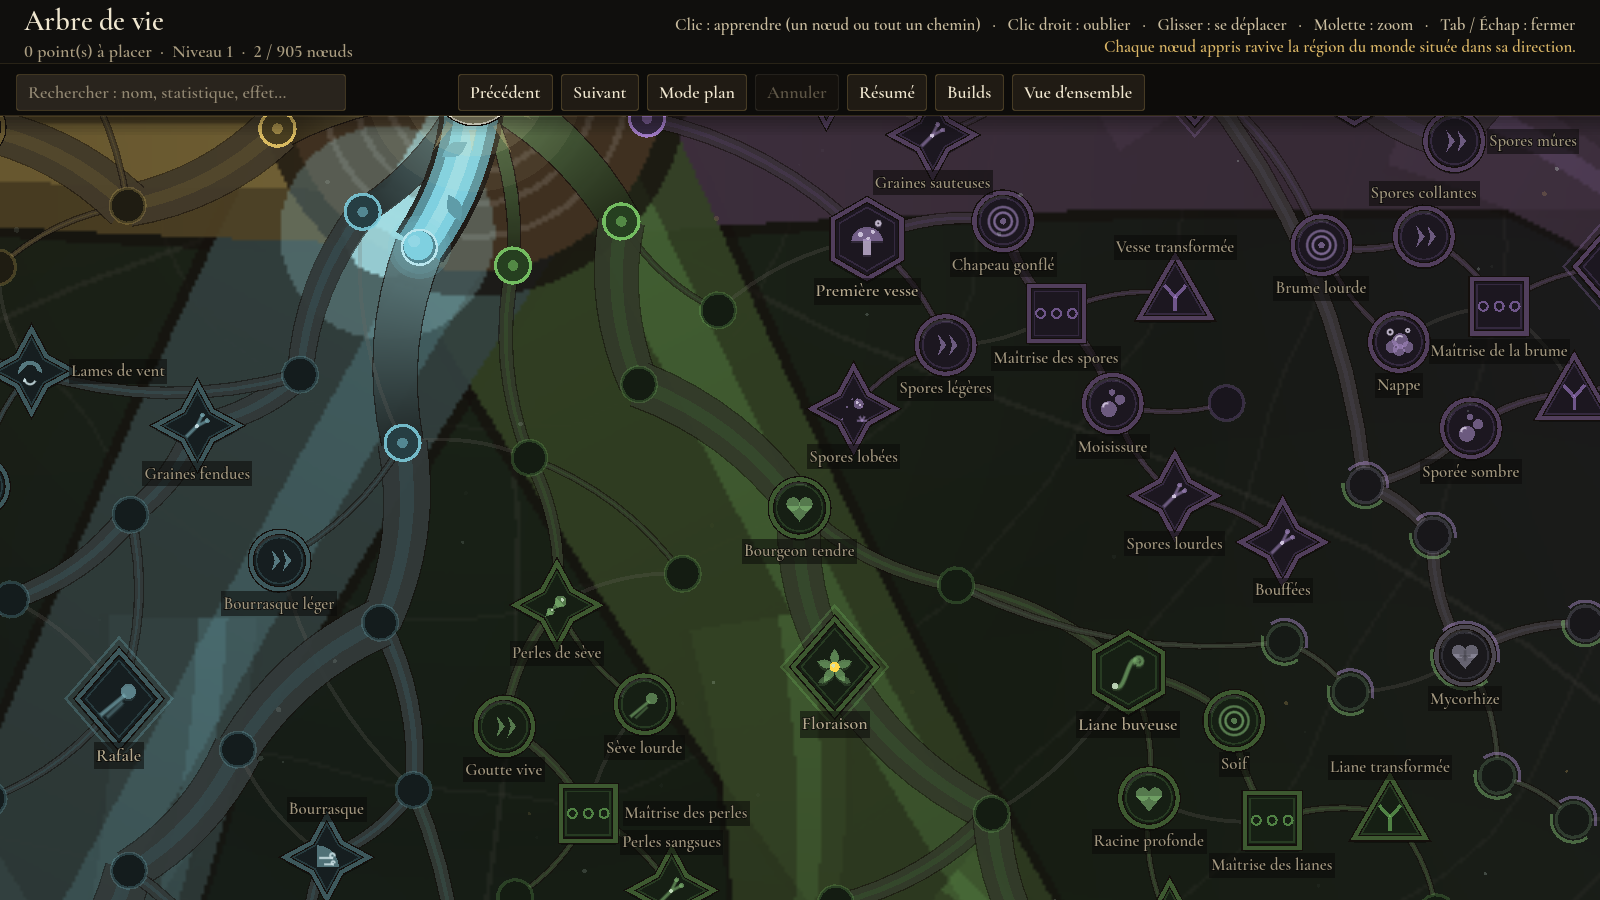 Arbre de vie
0 point(s) à placer · Niveau 1 · 2 / 905 nœuds
Clic : apprendre (un nœud ou tout un chemin) · Clic droit : oublier · Glisser : se déplacer · Molette : zoom · Tab / Échap : fermer
Chaque nœud appris ravive la région du monde située dans sa direction.
Rechercher : nom, statistique, effet...
Précédent
Suivant
Mode plan
Annuler
Résumé
Builds
Vue d'ensemble
Spores mûres
Graines sauteuses
Spores collantes
Vesse transformée
Chapeau gonflé
Première vesse
Brume lourde
Maîtrise de la brume
Maîtrise des spores
Lames de vent
Nappe
Spores légères
Moisissure
Spores lobées
Sporée sombre
Graines fendues
Spores lourdes
Bourgeon tendre
Bouffées
Bourrasque léger
Perles de sève
Mycorhize
Floraison
Liane buveuse
Sève lourde
Rafale
Soif
Liane transformée
Goutte vive
Bourrasque
Maîtrise des perles
Racine profonde
Perles sangsues
Maîtrise des lianes